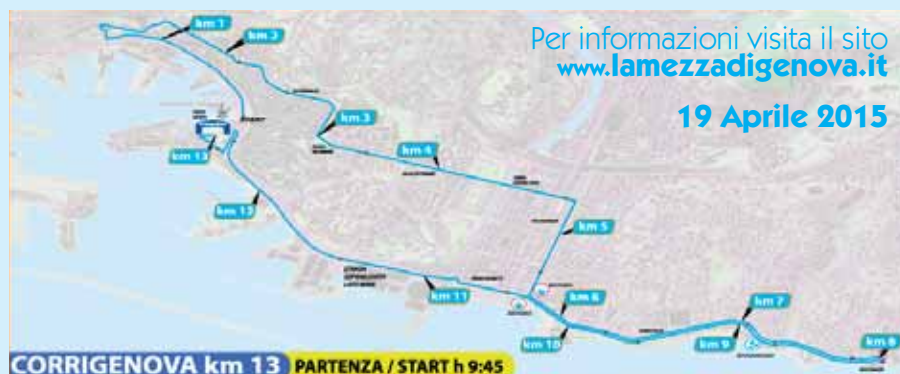 Per informazioni visita il sito
www.lamezzadigenova.it
19 Aprile 2015
km 1
km 2
km 3
km 4
km 13
km 12
km 5
km 11
km 6
km 10
km 7
km 9
km 8
CORRIGENOVA km 13 PARTENZA / START h 9:45